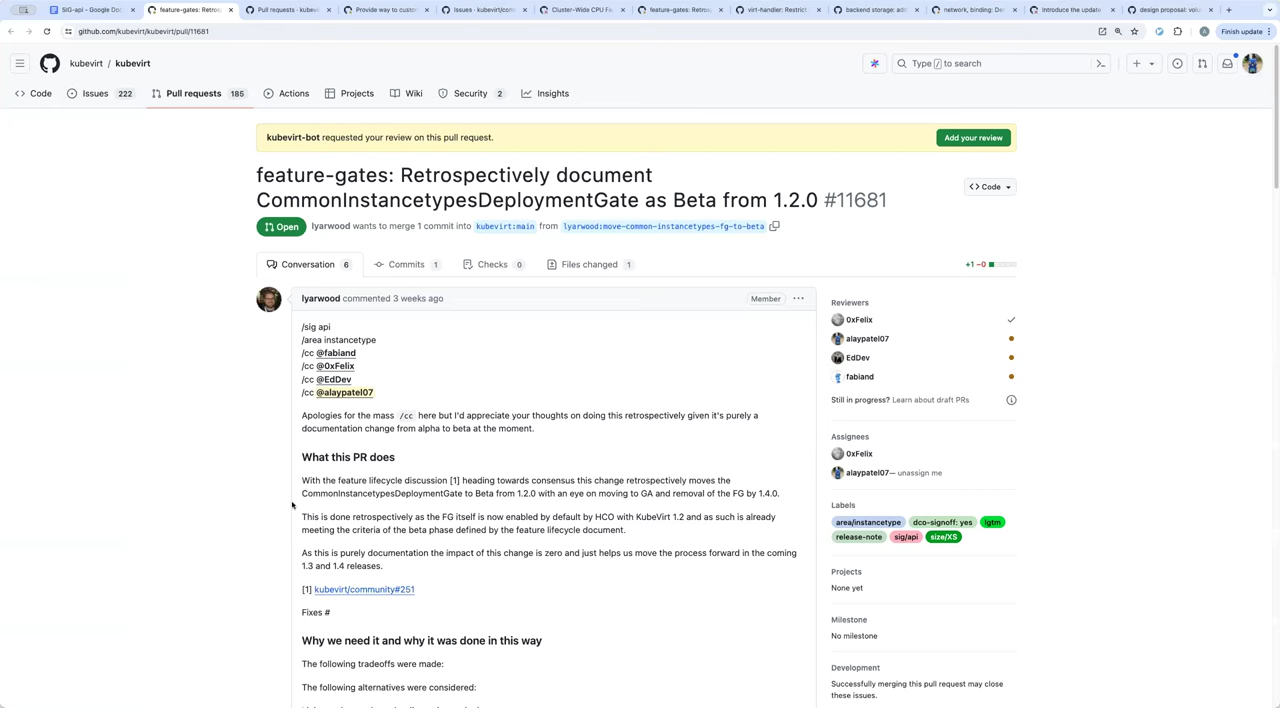 SIG-api - Google Doc
feature-gates: Retros
Pull requests · kubevi
Provide way to custom
Issues · kubevirt/com
Cluster-Wide CPU Fe
feature-gates: Retros
virt-handler: Restrict
backend storage: ad
network, binding: De
Introduce the update
design proposal: volu
github.com/kubevirt/kubevirt/pull/11681
Finish update
kubevirt / kubevirt
Type / to search
Code
Issues 222
Pull requests 185
Actions
Projects
Wiki
Security 2
Insights
kubevirt-bot requested your review on this pull request.
Add your review
feature-gates: Retrospectively document
CommonInstancetypesDeploymentGate as Beta from 1.2.0 #11681
Code
Open
lyarwood wants to merge 1 commit into kubevirt:main from lyarwood:move-common-instancetypes-fg-to-beta
Conversation 6
Commits 1
Checks 0
Files changed 1
+1 −0
lyarwood commented 3 weeks ago
Member
/sig api
/area instancetype
/cc @fabiand
/cc @0xFelix
/cc @EdDev
/cc @alaypatel07
Apologies for the mass /cc here but I'd appreciate your thoughts on doing this retrospectively given it's purely a
documentation change from alpha to beta at the moment.
What this PR does
With the feature lifecycle discussion [1] heading towards consensus this change retrospectively moves the
CommonInstancetypesDeploymentGate to Beta from 1.2.0 with an eye on moving to GA and removal of the FG by 1.4.0.
This is done retrospectively as the FG itself is now enabled by default by HCO with KubeVirt 1.2 and as such is already
meeting the criteria of the beta phase defined by the feature lifecycle document.
As this is purely documentation the impact of this change is zero and just helps us move the process forward in the coming
1.3 and 1.4 releases.
[1] kubevirt/community#251
Fixes #
Why we need it and why it was done in this way
The following tradeoffs were made:
The following alternatives were considered:
Reviewers
0xFelix
alaypatel07
EdDev
fabiand
Still in progress? Learn about draft PRs
Assignees
0xFelix
alaypatel07— unassign me
Labels
area/instancetype
dco-signoff: yes
lgtm
release-note
sig/api
size/XS
Projects
None yet
Milestone
No milestone
Development
Successfully merging this pull request may close
these issues.